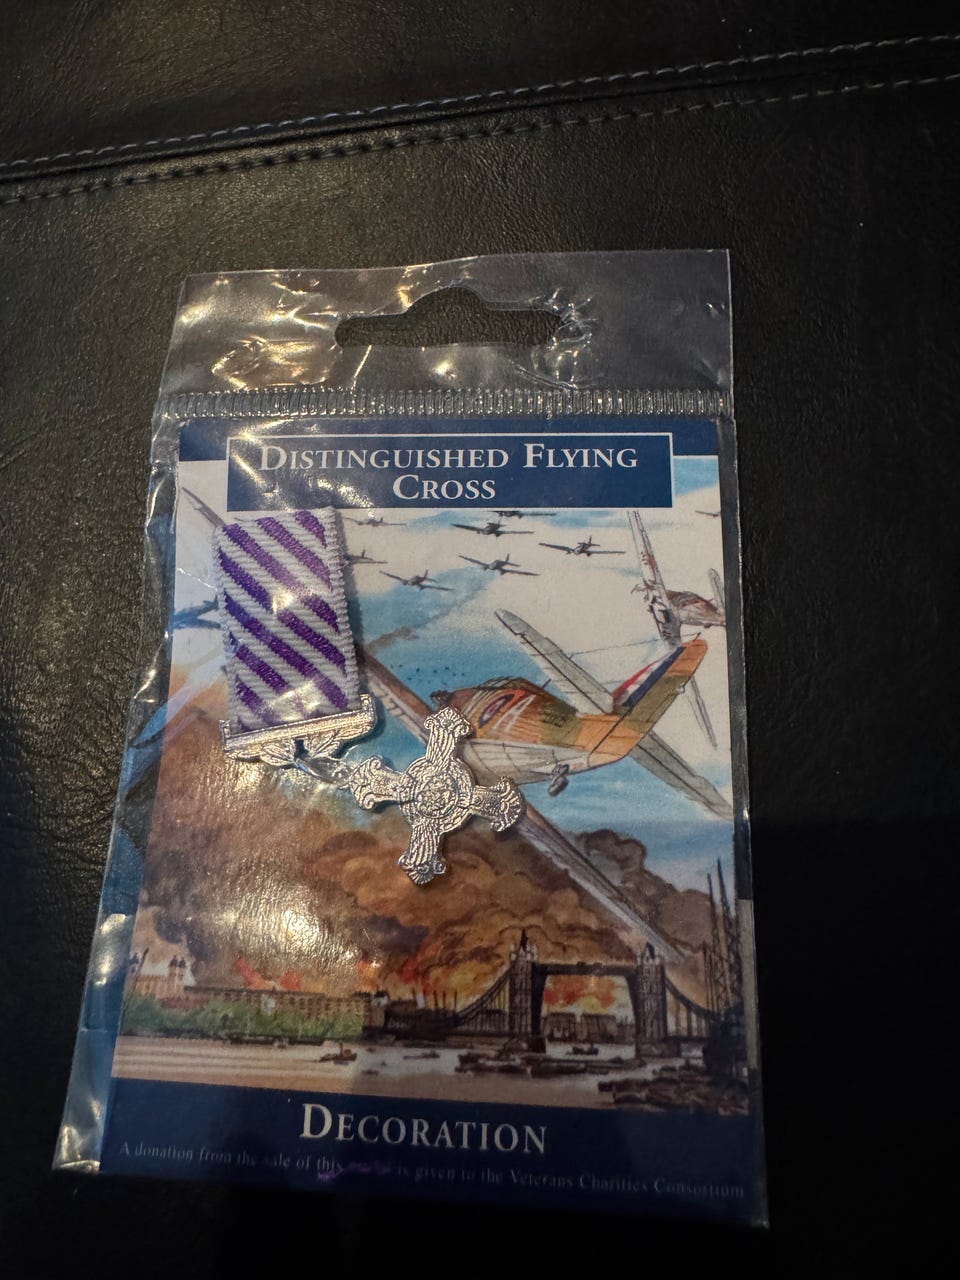 DISTINGUISHED FLYING
CROSS
DECORATION
A donation from the sale of this is given to the Veterans Charities Consortium